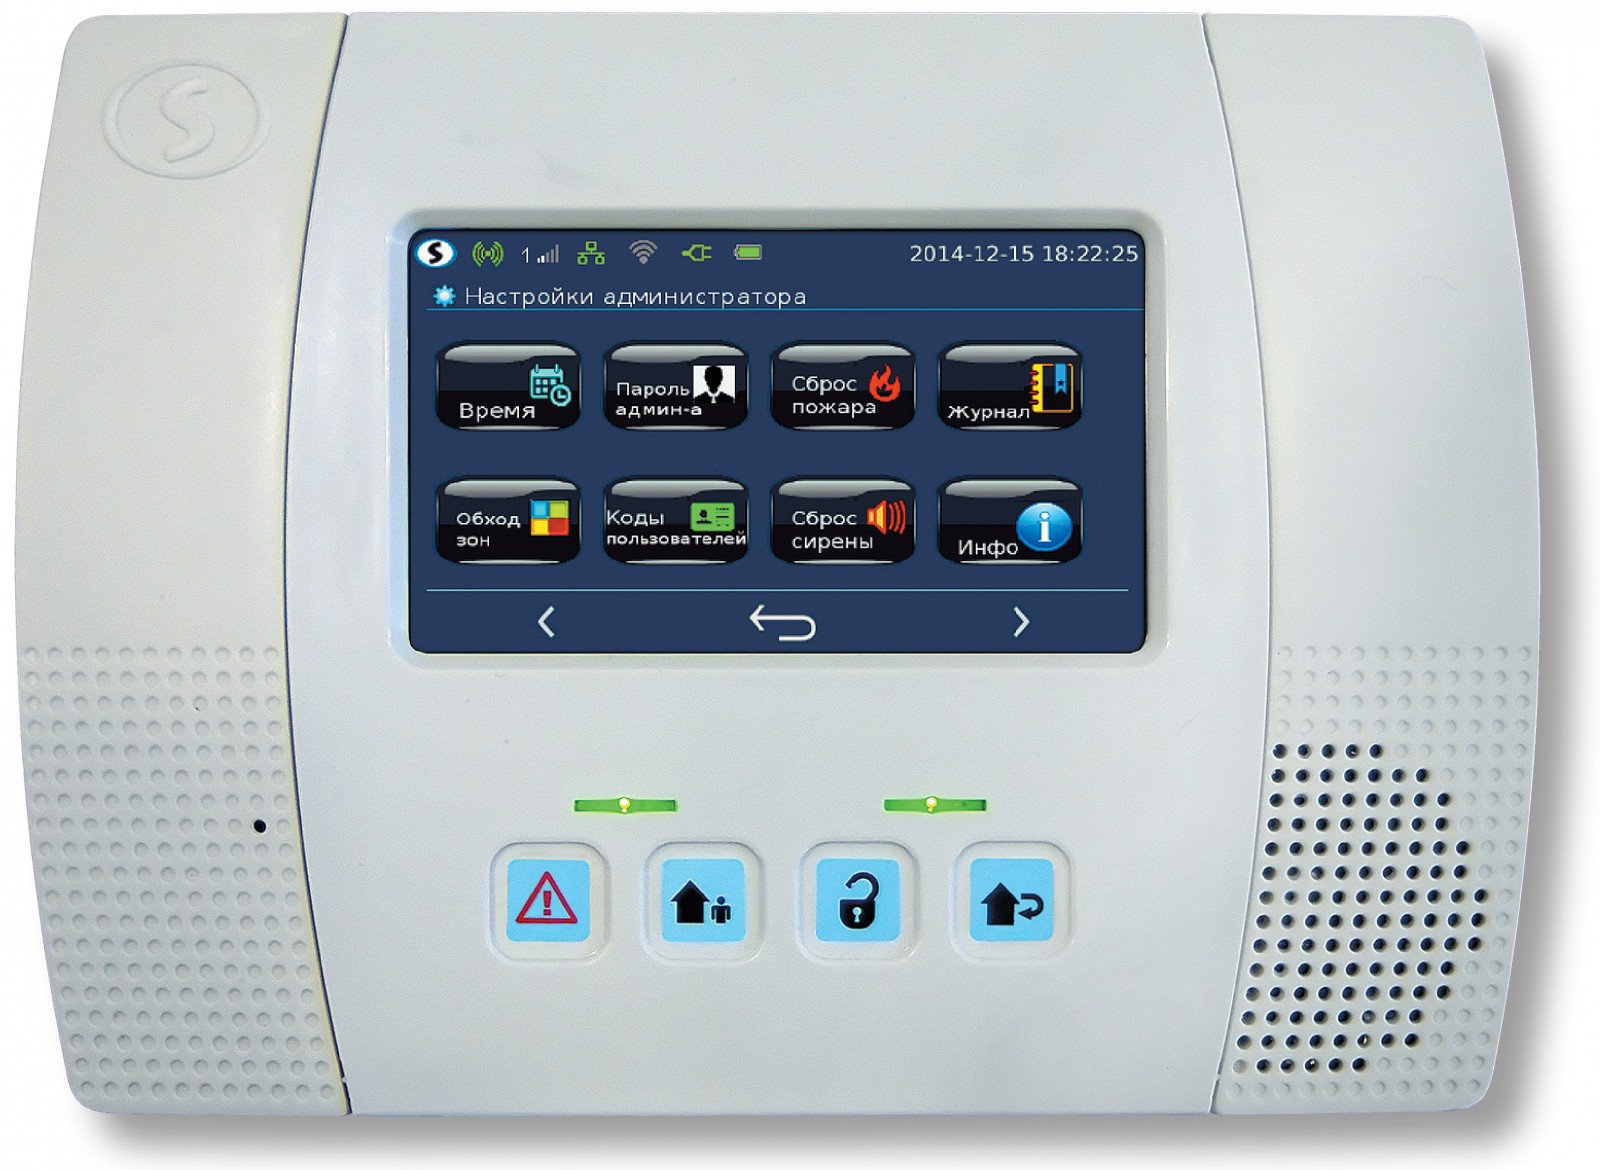 S
S 1 2014-12-15 18:22:25
Настройки администратора
Время
Пароль
админ-а
Сброс
пожара
Журнал
Обход
зон
Коды
пользователей
Сброс
сирены
Инфо